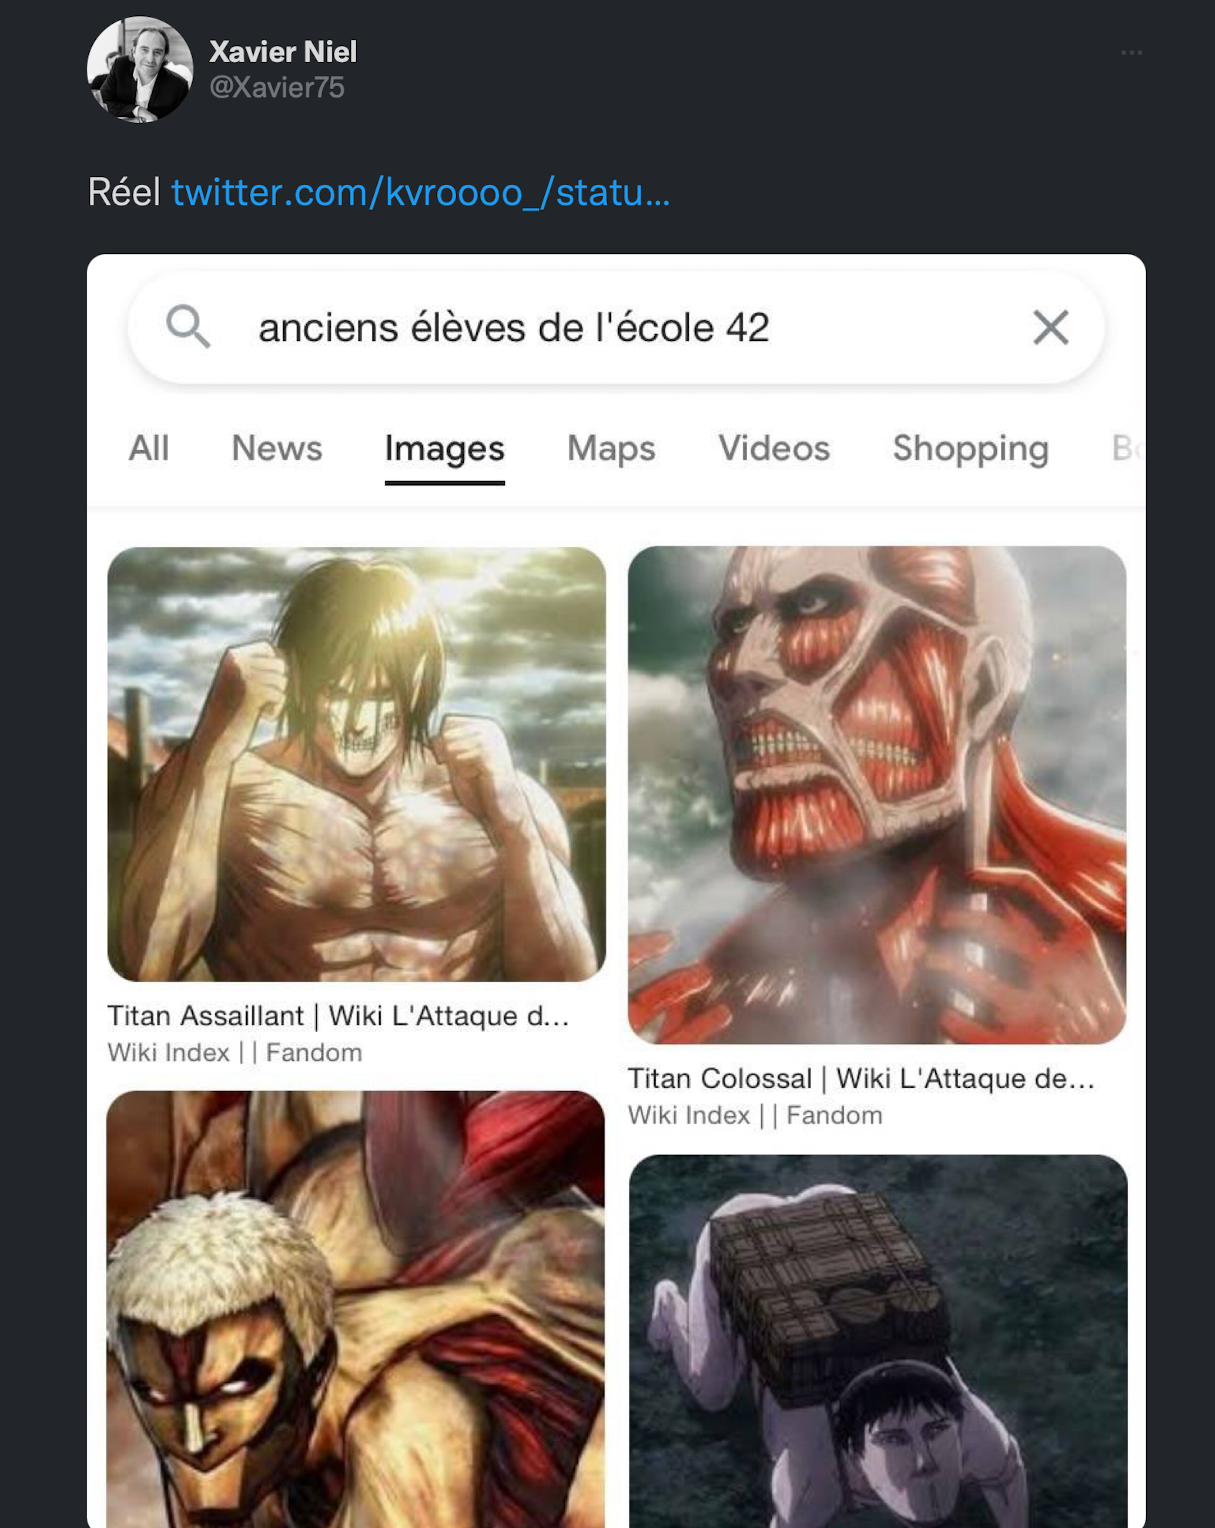 Xavier Niel
@Xavier75
Réel twitter.com/kvroooo_/statu...
anciens élèves de l'école 42
All News Images Maps Videos Shopping
Titan Assaillant | Wiki L'Attaque d...
Wiki Index | | Fandom
Titan Colossal | Wiki L'Attaque de...
Wiki Index | | Fandom